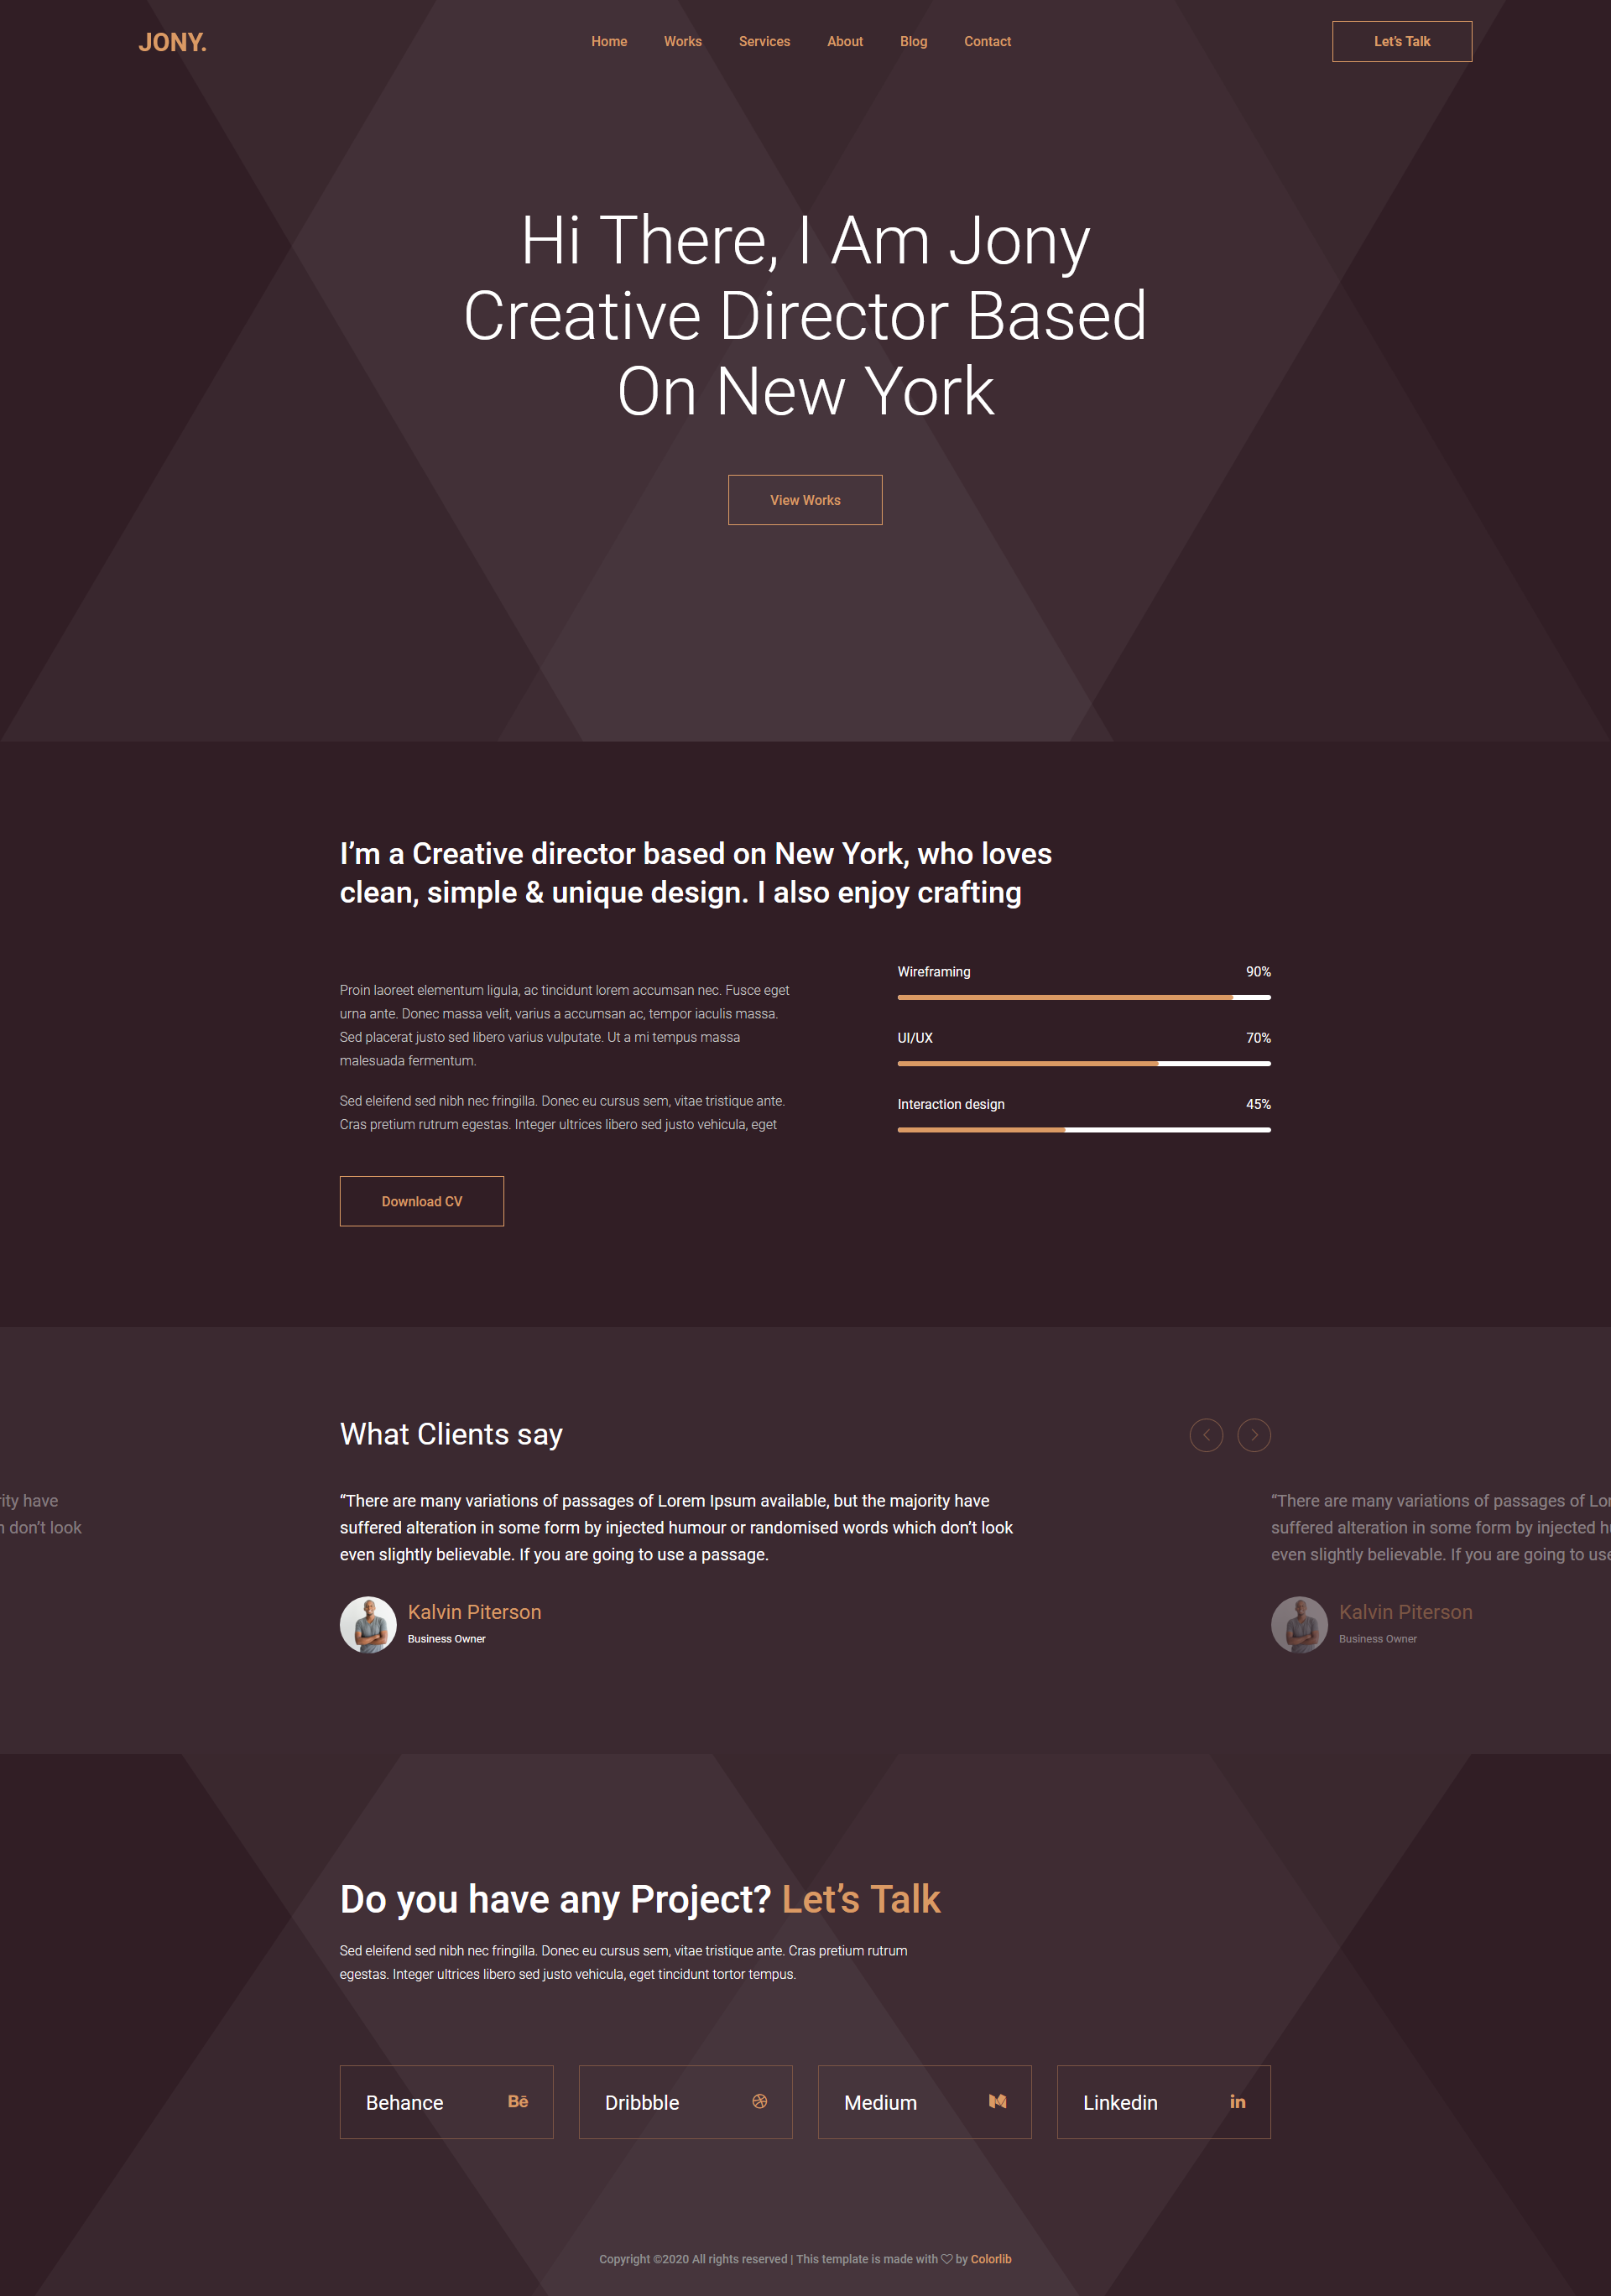 JONY.
Home Works Services About Blog Contact
Let’s Talk
Hi There, I Am Jony
Creative Director Based
On New York
View Works
I’m a Creative director based on New York, who loves
clean, simple & unique design. I also enjoy crafting
Proin laoreet elementum ligula, ac tincidunt lorem accumsan nec. Fusce eget
urna ante. Donec massa velit, varius a accumsan ac, tempor iaculis massa.
Sed placerat justo sed libero varius vulputate. Ut a mi tempus massa
malesuada fermentum.
Sed eleifend sed nibh nec fringilla. Donec eu cursus sem, vitae tristique ante.
Cras pretium rutrum egestas. Integer ultrices libero sed justo vehicula, eget
Download CV
Wireframing 90%
UI/UX 70%
Interaction design 45%
What Clients say
have
don’t look
“There are many variations of passages of Lorem Ipsum available, but the majority have
suffered alteration in some form by injected humour or randomised words which don’t look
even slightly believable. If you are going to use a passage.
Kalvin Piterson
Business Owner
“There are many variations of passages of
suffered alteration in some form by injected
even slightly believable. If you are going to use
Kalvin Piterson
Business Owner
Do you have any Project? Let’s Talk
Sed eleifend sed nibh nec fringilla. Donec eu cursus sem, vitae tristique ante. Cras pretium rutrum
egestas. Integer ultrices libero sed justo vehicula, eget tincidunt tortor tempus.
Behance
Dribbble
Medium
Linkedin
Copyright ©2020 All rights reserved | This template is made with ♡ by Colorlib